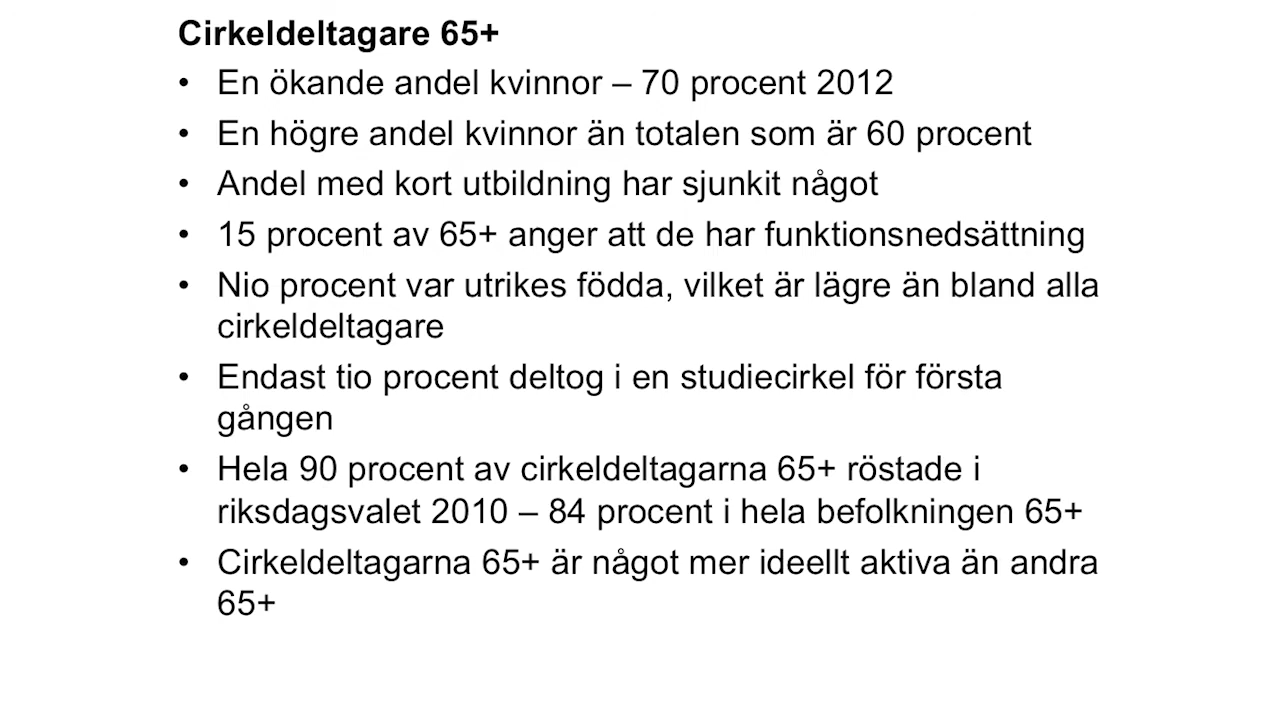 Cirkeldeltagare 65+
• En ökande andel kvinnor – 70 procent 2012
• En högre andel kvinnor än totalen som är 60 procent
• Andel med kort utbildning har sjunkit något
• 15 procent av 65+ anger att de har funktionsnedsättning
• Nio procent var utrikes födda, vilket är lägre än bland alla
cirkeldeltagare
• Endast tio procent deltog i en studiecirkel för första
gången
• Hela 90 procent av cirkeldeltagarna 65+ röstade i
riksdagsvalet 2010 – 84 procent i hela befolkningen 65+
• Cirkeldeltagarna 65+ är något mer ideellt aktiva än andra
65+